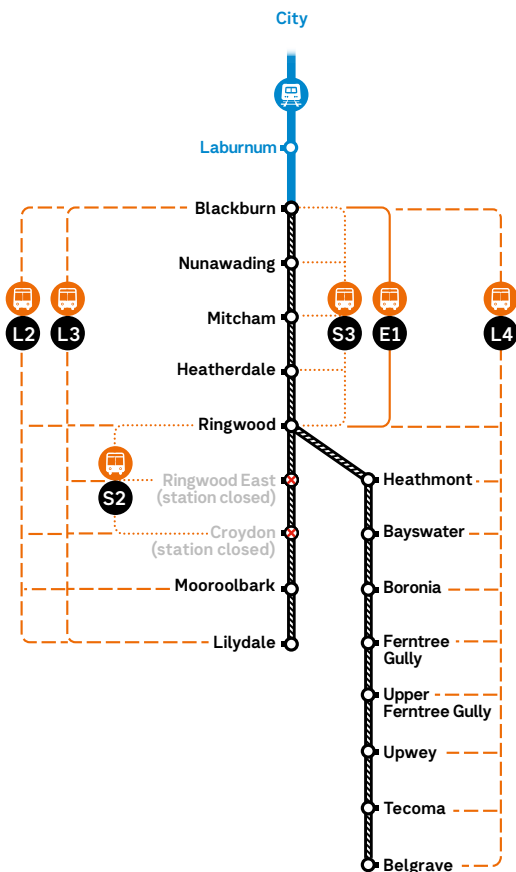 City
Laburnum
Blackburn
Nunawading
L2
L3
Mitcham
S3
E1
L4
Heatherdale
Ringwood
Ringwood East
(station closed)
S2
Heathmont
Croydon
(station closed)
Bayswater
Mooroolbark
Boronia
Lilydale
Ferntree
Gully
Upper
Ferntree Gully
Upwey
Tecoma
Belgrave